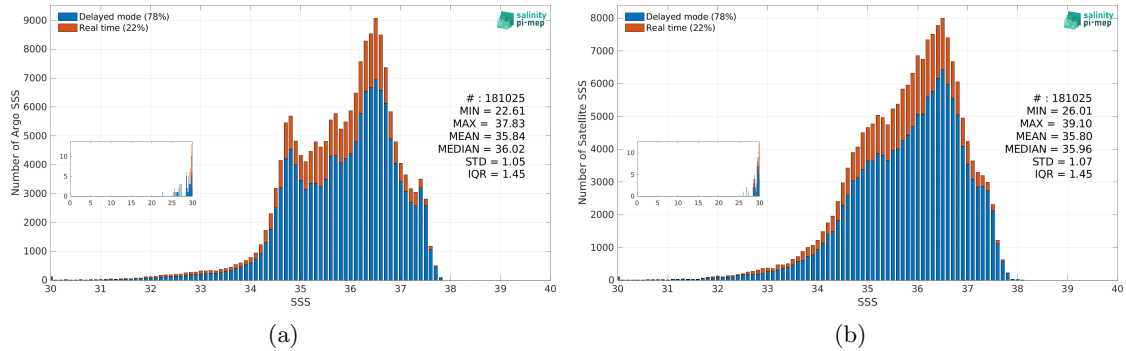 Delayed mode (78%)
Real time (22%)
salinity
pi-mep
9000
8000
7000
6000
5000
4000
3000
2000
1000
0
Number of Argo SSS
# : 181025
MIN = 22.61
MAX = 37.83
MEAN = 35.84
MEDIAN = 36.02
STD = 1.05
IQR = 1.45
10
5
0
0 5 10 15 20 25 30
30 31 32 33 34 35 36 37 38 39 40
SSS
(a)
Delayed mode (78%)
Real time (22%)
salinity
pi-mep
8000
7000
6000
5000
4000
3000
2000
1000
0
Number of Satellite SSS
# : 181025
MIN = 26.01
MAX = 39.10
MEAN = 35.80
MEDIAN = 35.96
STD = 1.07
IQR = 1.45
10
5
0
0 5 10 15 20 25 30
30 31 32 33 34 35 36 37 38 39 40
SSS
(b)